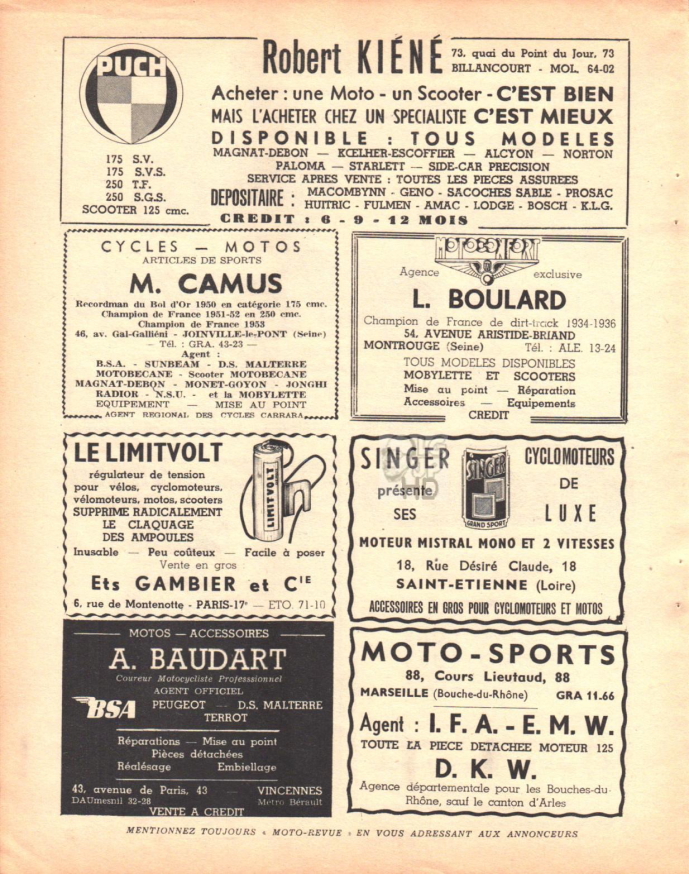 PUCH
175 S.V.
175 S.V.S.
250 T.F.
250 S.G.S.
SCOOTER 125 cmc.
Robert KIÉNÉ
73, quai du Point du Jour, 73
BILLANCOURT - MOL. 64-02
Acheter : une Moto - un Scooter - C'EST BIEN
MAIS L'ACHETER CHEZ UN SPECIALISTE C'EST MIEUX
DISPONIBLE : TOUS MODELES
MAGNAT-DEBON — KŒLHER-ESCOFFIER — ALCYON — NORTON
PALOMA — STARLETT — SIDE-CAR PRECISION
SERVICE APRES VENTE : TOUTES LES PIECES ASSUREES
DEPOSITAIRE : MACOMBYNN - GENO - SACOCHES SABLE - PROSAC
HUITRIC - FULMEN - AMAC - LODGE - BOSCH - K.L.G.
CREDIT : 6 - 9 - 12 MOIS
CYCLES — MOTOS
ARTICLES DE SPORTS
M. CAMUS
Recordman du Bol d'Or 1950 en catégorie 175 cmc.
Champion de France 1951-52 en 250 cmc.
Champion de France 1953
46, av. Gal-Galliéni - JOINVILLE-le-PONT (Seine)
— Tél. : GRA. 43-23 —
Agent :
B.S.A. - SUNBEAM - D.S. MALTERRE
MOTOBECANE - Scooter MOTOBECANE
MAGNAT-DEBON - MONET-GOYON - JONGHI
RADIOR - N.S.U. - et la MOBYLETTE
EQUIPEMENT — MISE AU POINT
AGENT REGIONAL DES CYCLES CARRARA
MOTOCONFORT
Agence exclusive
L. BOULARD
Champion de France de dirt-track 1934-1936
54, AVENUE ARISTIDE-BRIAND
MONTROUGE (Seine) Tél. : ALE. 13-24
TOUS MODELES DISPONIBLES
MOBYLETTE ET SCOOTERS
Mise au point — Réparation
Accessoires — Equipements
CREDIT
LE LIMITVOLT
régulateur de tension
pour vélos, cyclomoteurs,
vélomoteurs, motos, scooters
SUPPRIME RADICALEMENT
LE CLAQUAGE
DES AMPOULES
LIMITVOLT
Inusable — Peu coûteux — Facile à poser
Vente en gros
Ets GAMBIER et CIE
6, rue de Montenotte - PARIS-17e — ETO. 71-10
SINGER
présente
SES
SINGER
GRAND SPORT
CYCLOMOTEURS
DE
LUXE
MOTEUR MISTRAL MONO ET 2 VITESSES
18, Rue Désiré Claude, 18
SAINT-ETIENNE (Loire)
ACCESSOIRES EN GROS POUR CYCLOMOTEURS ET MOTOS
MOTOS — ACCESSOIRES
A. BAUDART
Coureur Motocycliste Professsionnel
AGENT OFFICIEL
BSA
PEUGEOT — D.S. MALTERRE
TERROT
Réparations — Mise au point
Pièces détachées
Réalésage Embiellage
43, avenue de Paris, 43 — VINCENNES
DAUmesnil 32-28 Métro Bérault
VENTE A CREDIT
MOTO-SPORTS
88, Cours Lieutaud, 88
MARSEILLE (Bouche-du-Rhône) GRA 11.66
Agent : I.F.A. - E.M.W.
TOUTE LA PIECE DETACHEE MOTEUR 125
D.K.W.
Agence départementale pour les Bouches-du-
Rhône, sauf le canton d'Arles
MENTIONNEZ TOUJOURS « MOTO-REVUE » EN VOUS ADRESSANT AUX ANNONCEURS